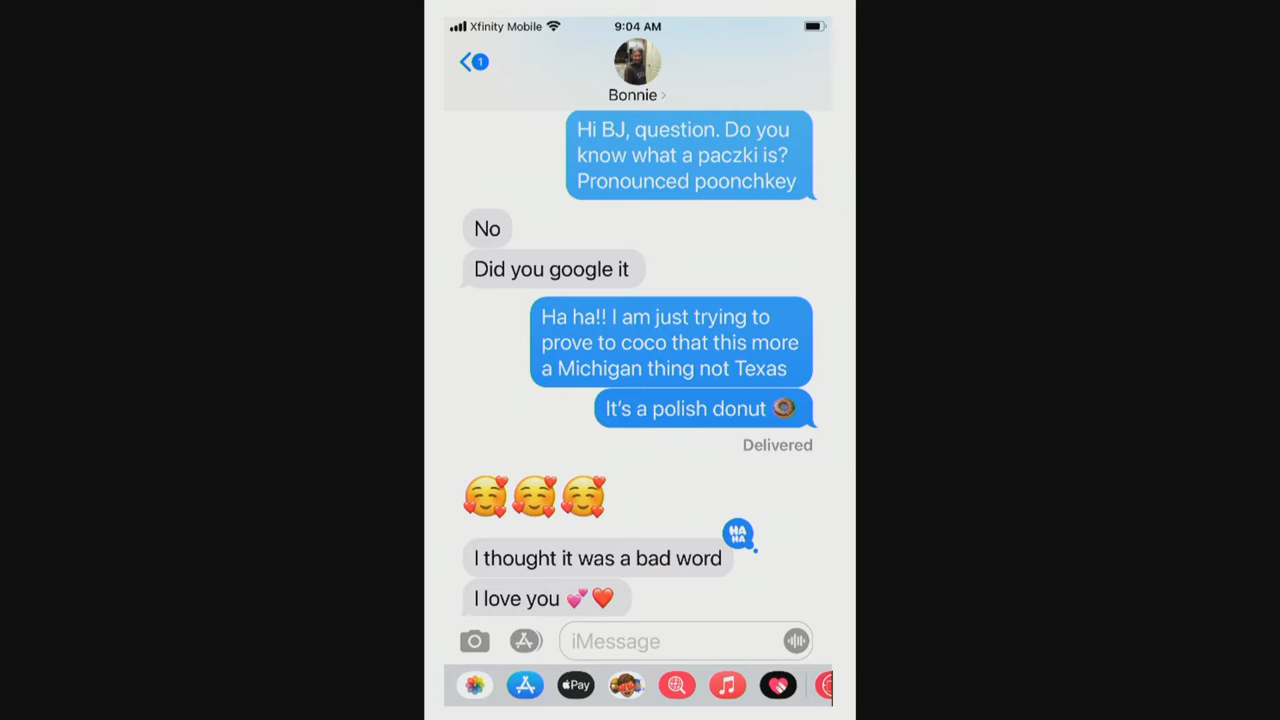 Xfinity Mobile 9:04 AM
1
Bonnie
Hi BJ, question. Do you
know what a paczki is?
Pronounced poonchkey
No
Did you google it
Ha ha!! I am just trying to
prove to coco that this more
a Michigan thing not Texas
It's a polish donut
Delivered
HA
HA
I thought it was a bad word
I love you
iMessage
Pay